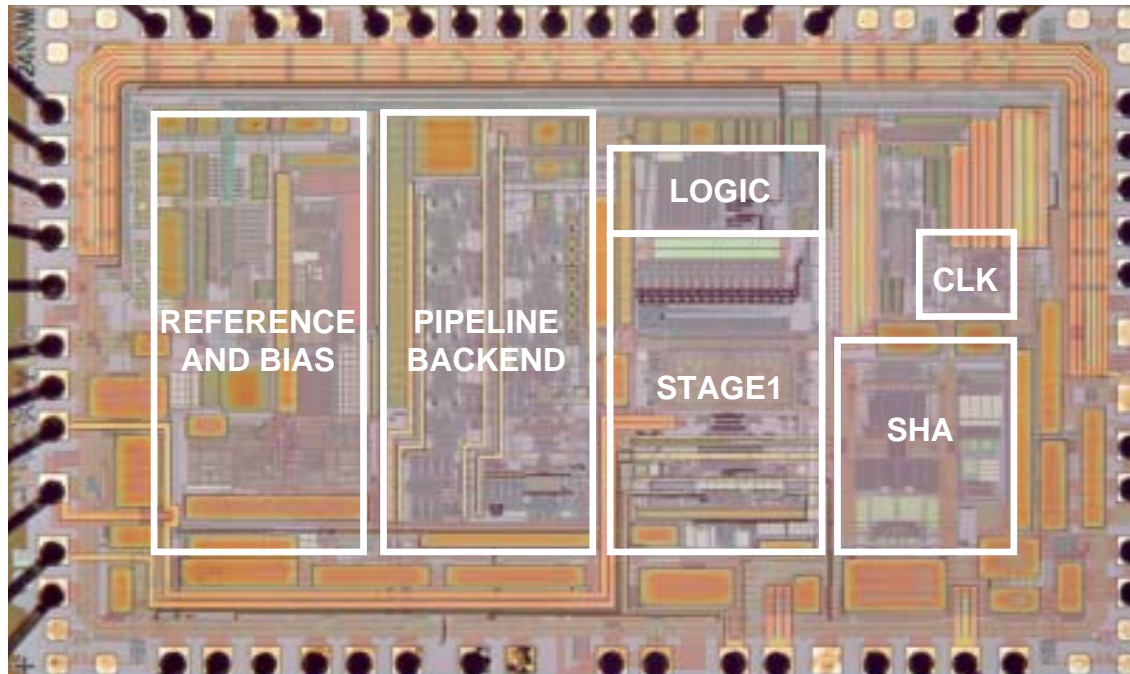 LOGIC
CLK
REFERENCE
AND BIAS
PIPELINE
BACKEND
STAGE1
SHA